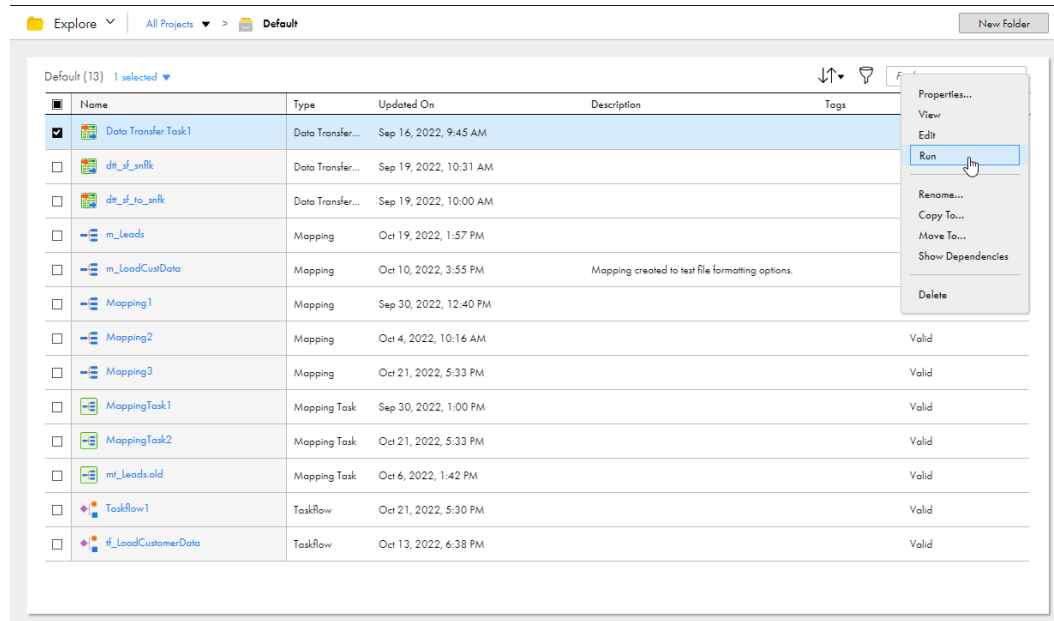 Explore All Projects > Default New Folder
Default (13) 1 selected
Name Type Updated On Description Tags
Properties...
View
Edit
Run
Rename...
Copy To...
Move To...
Show Dependencies
Delete
Data Transfer Task1 Data Transfer... Sep 16, 2022, 9:45 AM
dtt_sf_snflk Data Transfer... Sep 19, 2022, 10:31 AM
dtt_sf_to_snflk Data Transfer... Sep 19, 2022, 10:00 AM
m_Leads Mapping Oct 19, 2022, 1:57 PM
m_LoadCustData Mapping Oct 10, 2022, 3:55 PM Mapping created to test file formatting options.
Mapping1 Mapping Sep 30, 2022, 12:40 PM
Mapping2 Mapping Oct 4, 2022, 10:16 AM Valid
Mapping3 Mapping Oct 21, 2022, 5:33 PM Valid
MappingTask1 Mapping Task Sep 30, 2022, 1:00 PM Valid
MappingTask2 Mapping Task Oct 21, 2022, 5:33 PM Valid
mt_Leads.old Mapping Task Oct 6, 2022, 1:42 PM Valid
Taskflow1 Taskflow Oct 21, 2022, 5:30 PM Valid
tf_LoadCustomerData Taskflow Oct 13, 2022, 6:38 PM Valid